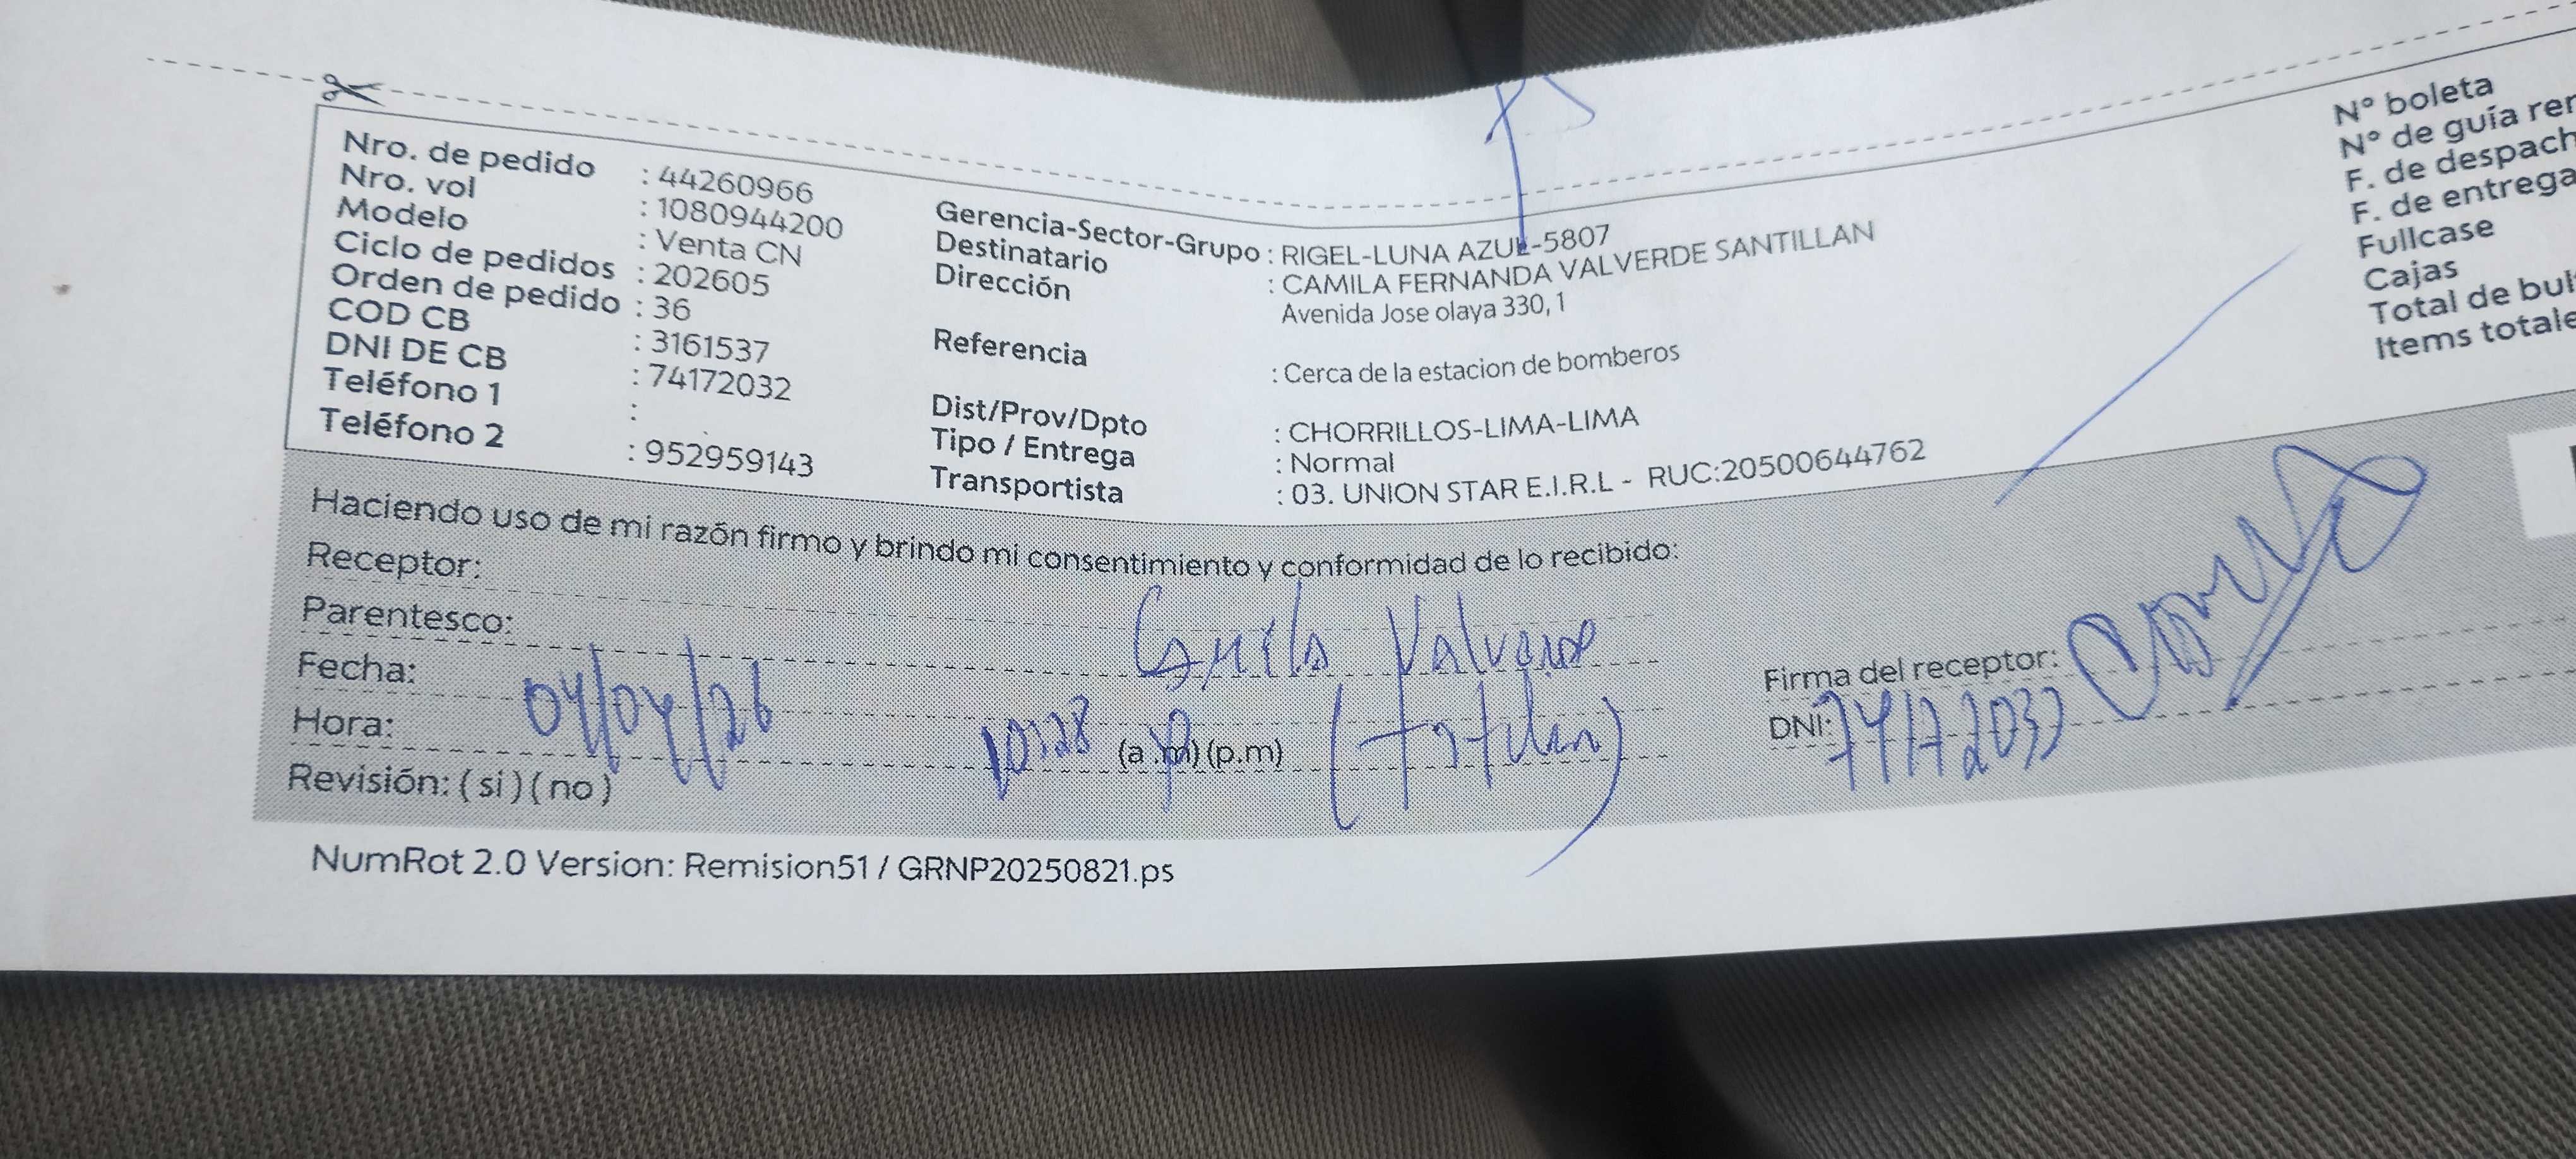 Nro. de pedido : 44260966
Nro. vol : 1080944200
Modelo : Venta CN
Ciclo de pedidos : 202605
Orden de pedido : 36
COD CB : 3161537
DNI DE CB : 74172032
Teléfono 1 :
Teléfono 2 : 952959143
Gerencia-Sector-Grupo : RIGEL-LUNA AZUL-5807
Destinatario : CAMILA FERNANDA VALVERDE SANTILLAN
Dirección Avenida Jose olaya 330, 1
Referencia : Cerca de la estacion de bomberos
Dist/Prov/Dpto : CHORRILLOS-LIMA-LIMA
Tipo / Entrega : Normal
Transportista : 03. UNION STAR E.I.R.L - RUC:20500644762
N° boleta
N° de guía
F. de
F. de entrega
Fullcase
Cajas
Total de
Items
Haciendo uso de mi razón firmo y brindo mi consentimiento y conformidad de lo recibido:
Receptor: Camila Valverde
Parentesco: (titular)
Fecha: 04/04/26
Hora: 10:28 (a.m) (p.m)
Revisión: ( si ) ( no )
Firma del receptor:
DNI: 74172032
NumRot 2.0 Version: Remision51 / GRNP20250821.ps